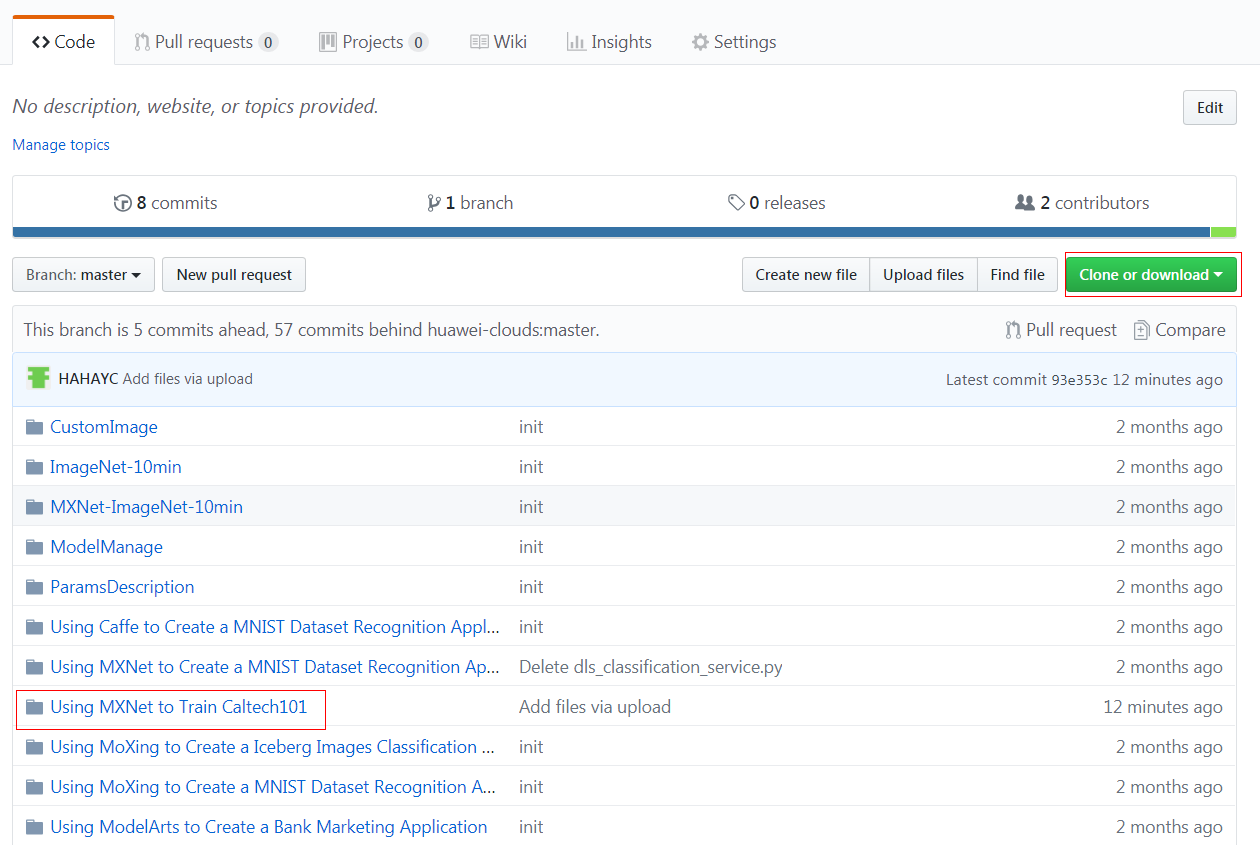 Code Pull requests 0 Projects 0 Wiki Insights Settings
No description, website, or topics provided. Edit
Manage topics
8 commits 1 branch 0 releases 2 contributors
Branch: master New pull request Create new file Upload files Find file Clone or download
This branch is 5 commits ahead, 57 commits behind huawei-clouds:master. Pull request Compare
HAHAYC Add files via upload Latest commit 93e353c 12 minutes ago
CustomImage init 2 months ago
ImageNet-10min init 2 months ago
MXNet-ImageNet-10min init 2 months ago
ModelManage init 2 months ago
ParamsDescription init 2 months ago
Using Caffe to Create a MNIST Dataset Recognition Appl... init 2 months ago
Using MXNet to Create a MNIST Dataset Recognition Ap... Delete dls_classification_service.py 2 months ago
Using MXNet to Train Caltech101 Add files via upload 12 minutes ago
Using MoXing to Create a Iceberg Images Classification ... init 2 months ago
Using MoXing to Create a MNIST Dataset Recognition A... init 2 months ago
Using ModelArts to Create a Bank Marketing Application init 2 months ago